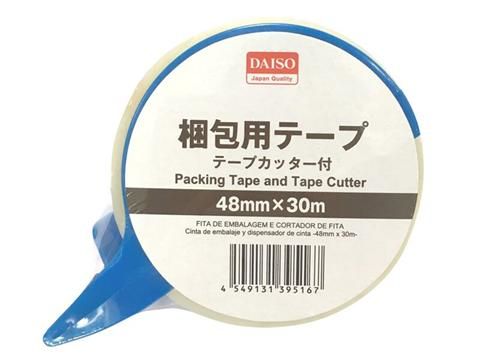 DAISO
Japan Quality
梱包用テープ
テープカッター付
Packing Tape and Tape Cutter
48mm×30m
FITA DE EMBALAGEM E CORTADOR DE FITA
Cinta de embalaje y dispensador de cinta -48mm x 30m-
4 549131 395167